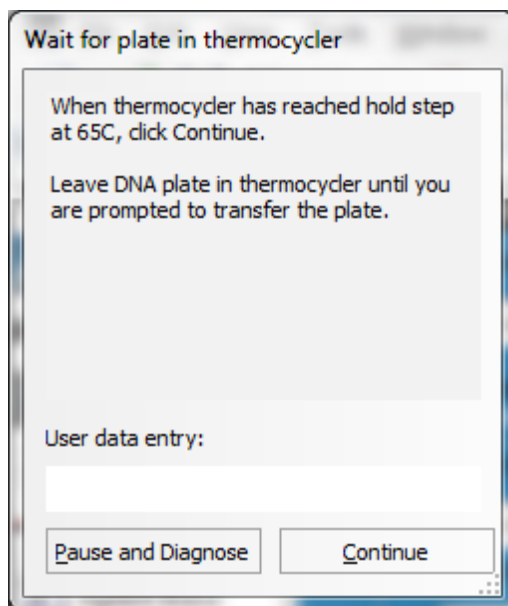 Wait for plate in thermocycler
When thermocycler has reached hold step
at 65C, click Continue.
Leave DNA plate in thermocycler until you
are prompted to transfer the plate.
User data entry:
Pause and Diagnose
Continue